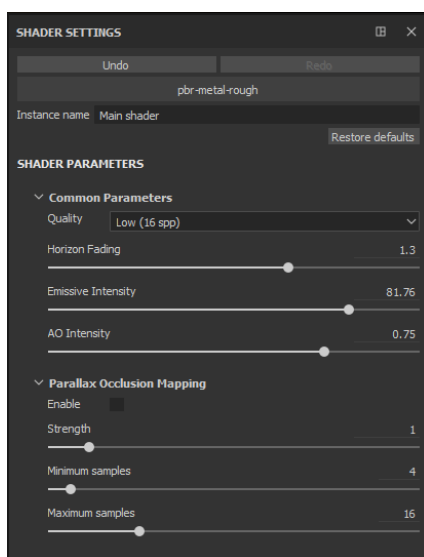 SHADER SETTINGS
Undo Redo
pbr-metal-rough
Instance name Main shader
Restore defaults
SHADER PARAMETERS
Common Parameters
Quality Low (16 spp)
Horizon Fading 1.3
Emissive Intensity 81.76
AO Intensity 0.75
Parallax Occlusion Mapping
Enable
Strength 1
Minimum samples 4
Maximum samples 16